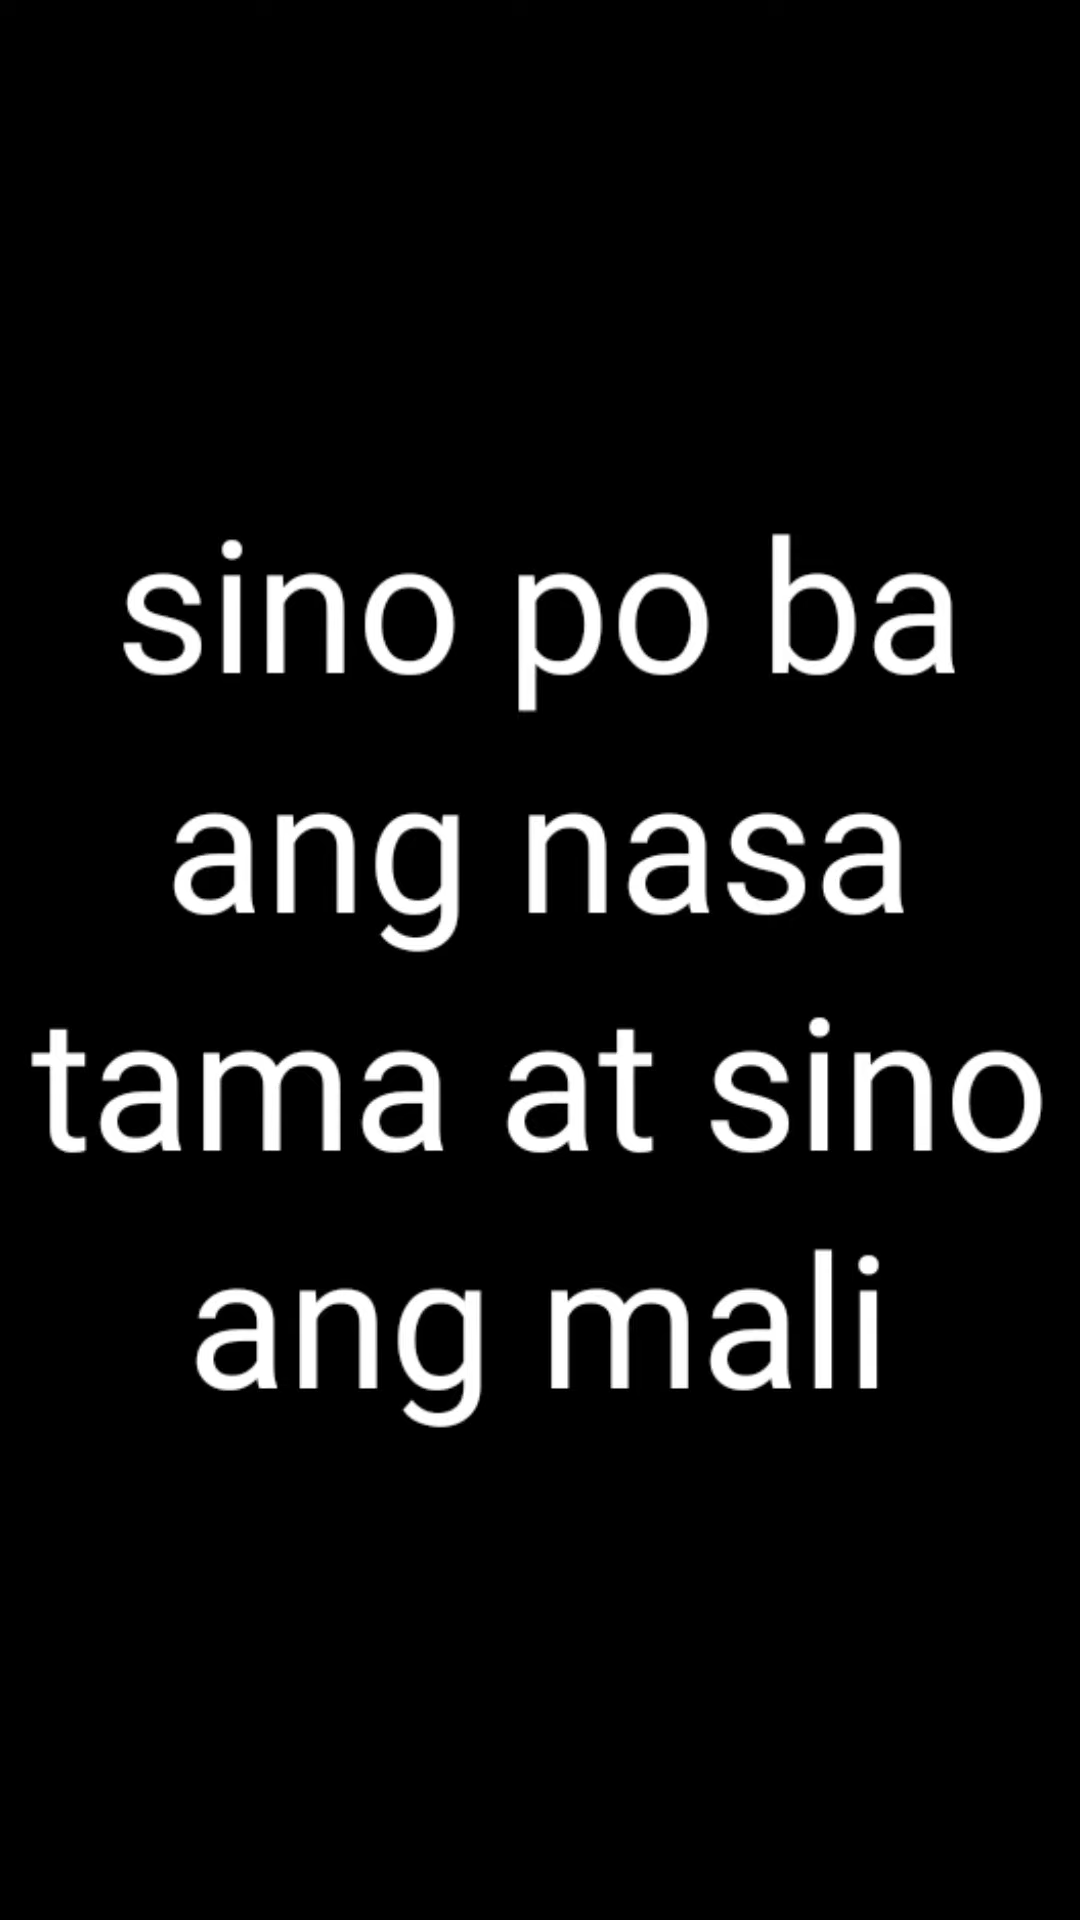 sino po ba
ang nasa
tama at sino
ang mali